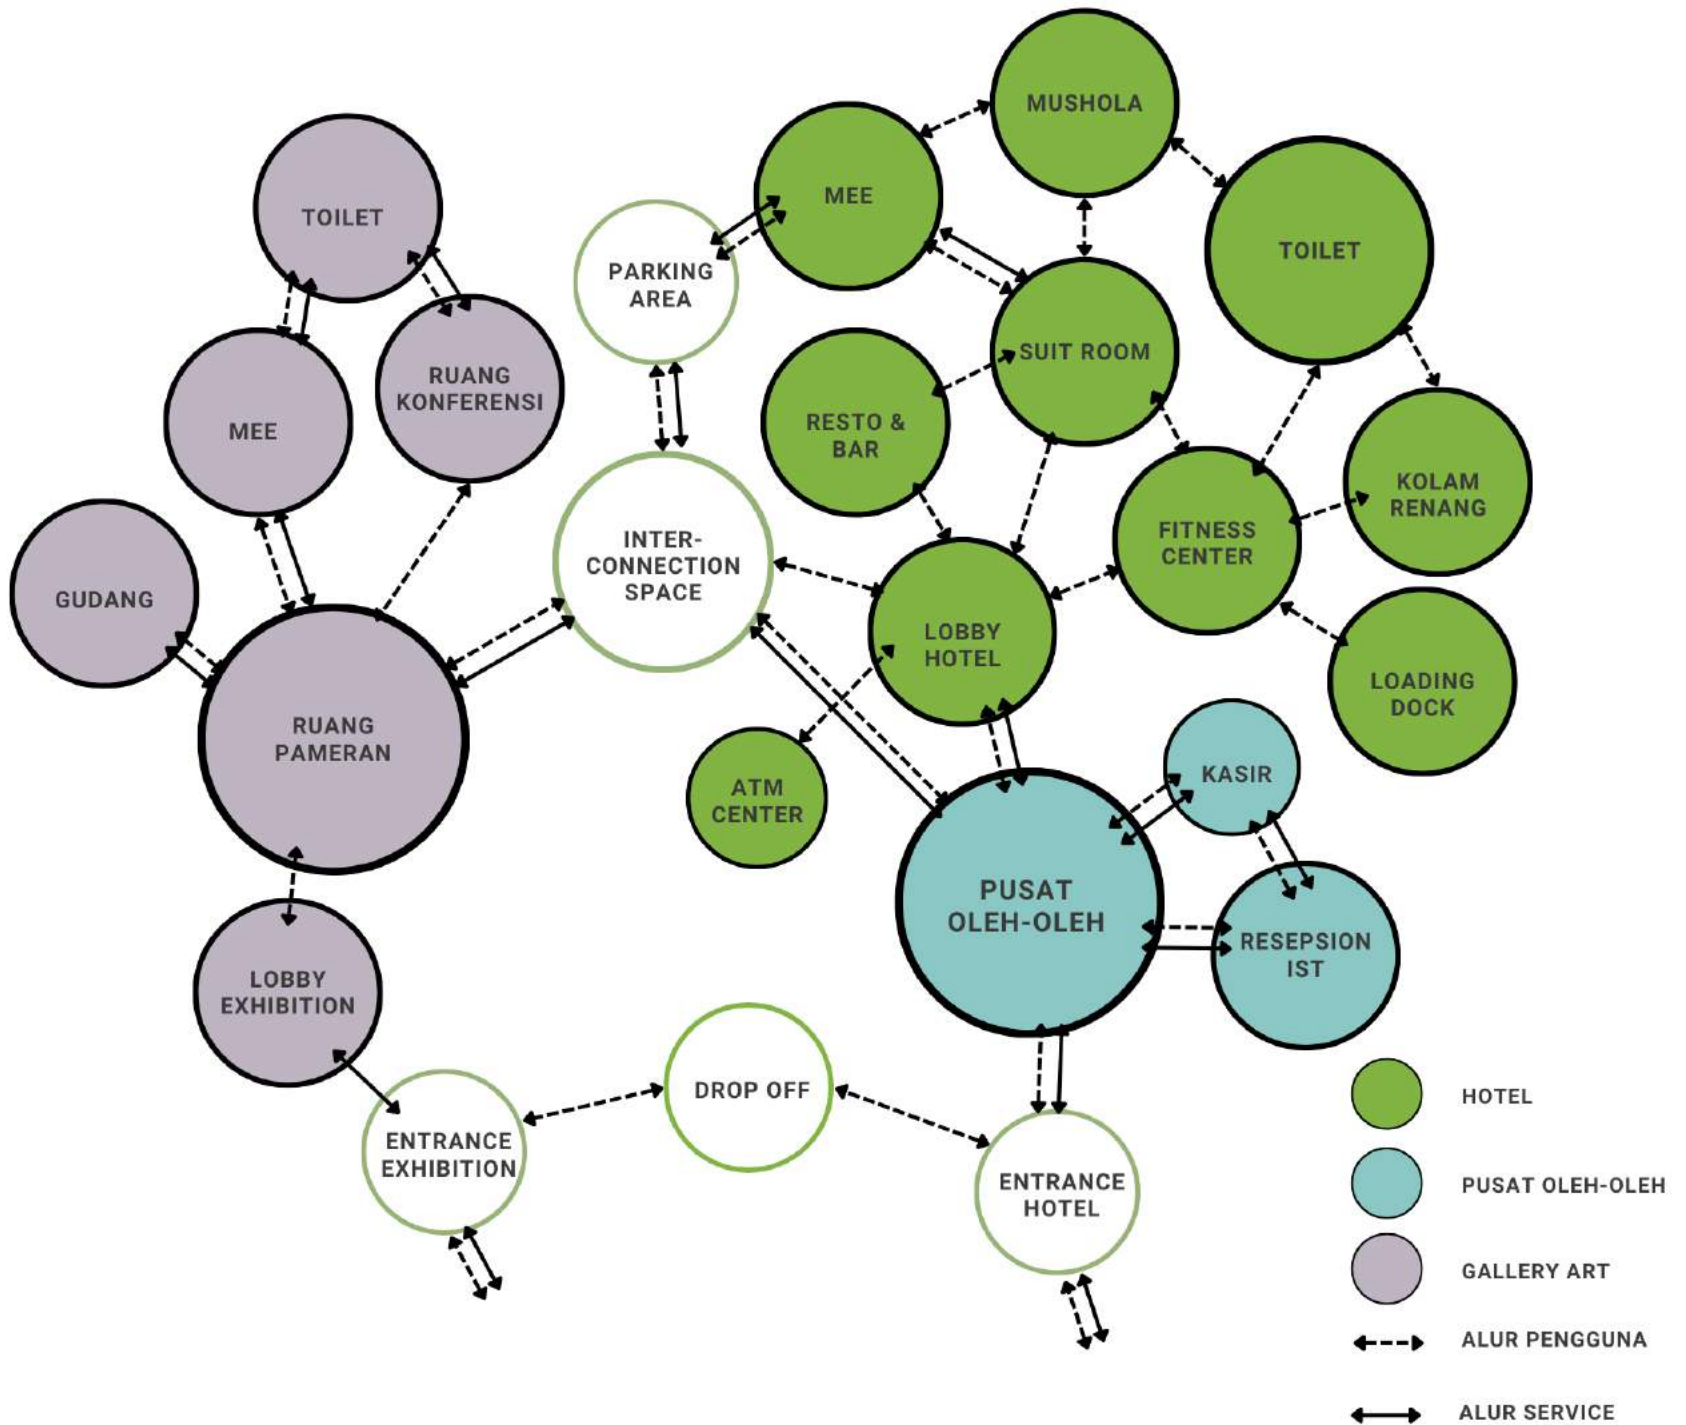 MUSHOLA
MEE
TOILET
TOILET
PARKING
AREA
SUIT ROOM
RUANG
KONFERENSI
MEE
RESTO &
BAR
KOLAM
RENANG
INTER-
CONNECTION
SPACE
FITNESS
CENTER
GUDANG
LOBBY
HOTEL
LOADING
DOCK
RUANG
PAMERAN
ATM
CENTER
KASIR
PUSAT
OLEH-OLEH
RESEPSION
IST
LOBBY
EXHIBITION
DROP OFF
ENTRANCE
EXHIBITION
ENTRANCE
HOTEL
HOTEL
PUSAT OLEH-OLEH
GALLERY ART
ALUR PENGGUNA
ALUR SERVICE